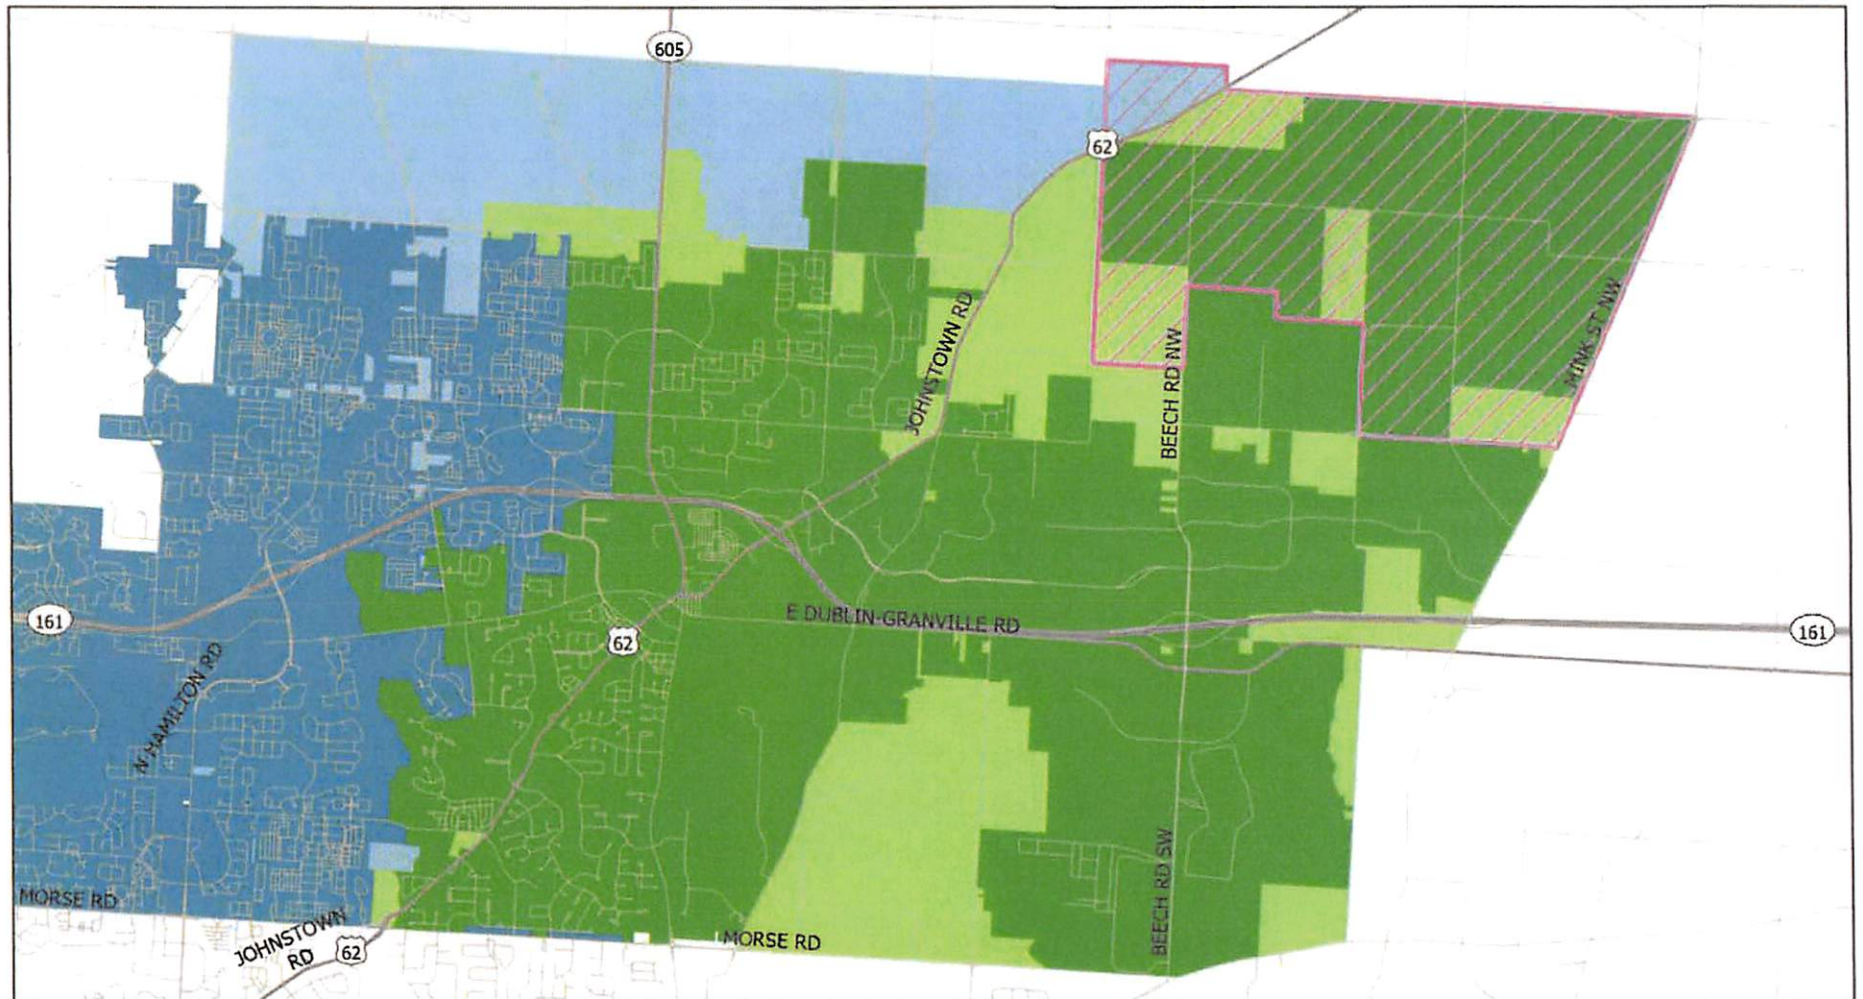 605
62
MINK ST NW
JOHNSTOWN RD
BEECH RD NW
161
E DUBLIN-GRANVILLE RD
62
161
N HAMILTON RD
BEECH RD SW
MORSE RD
JOHNSTOWN
RD
62
MORSE RD